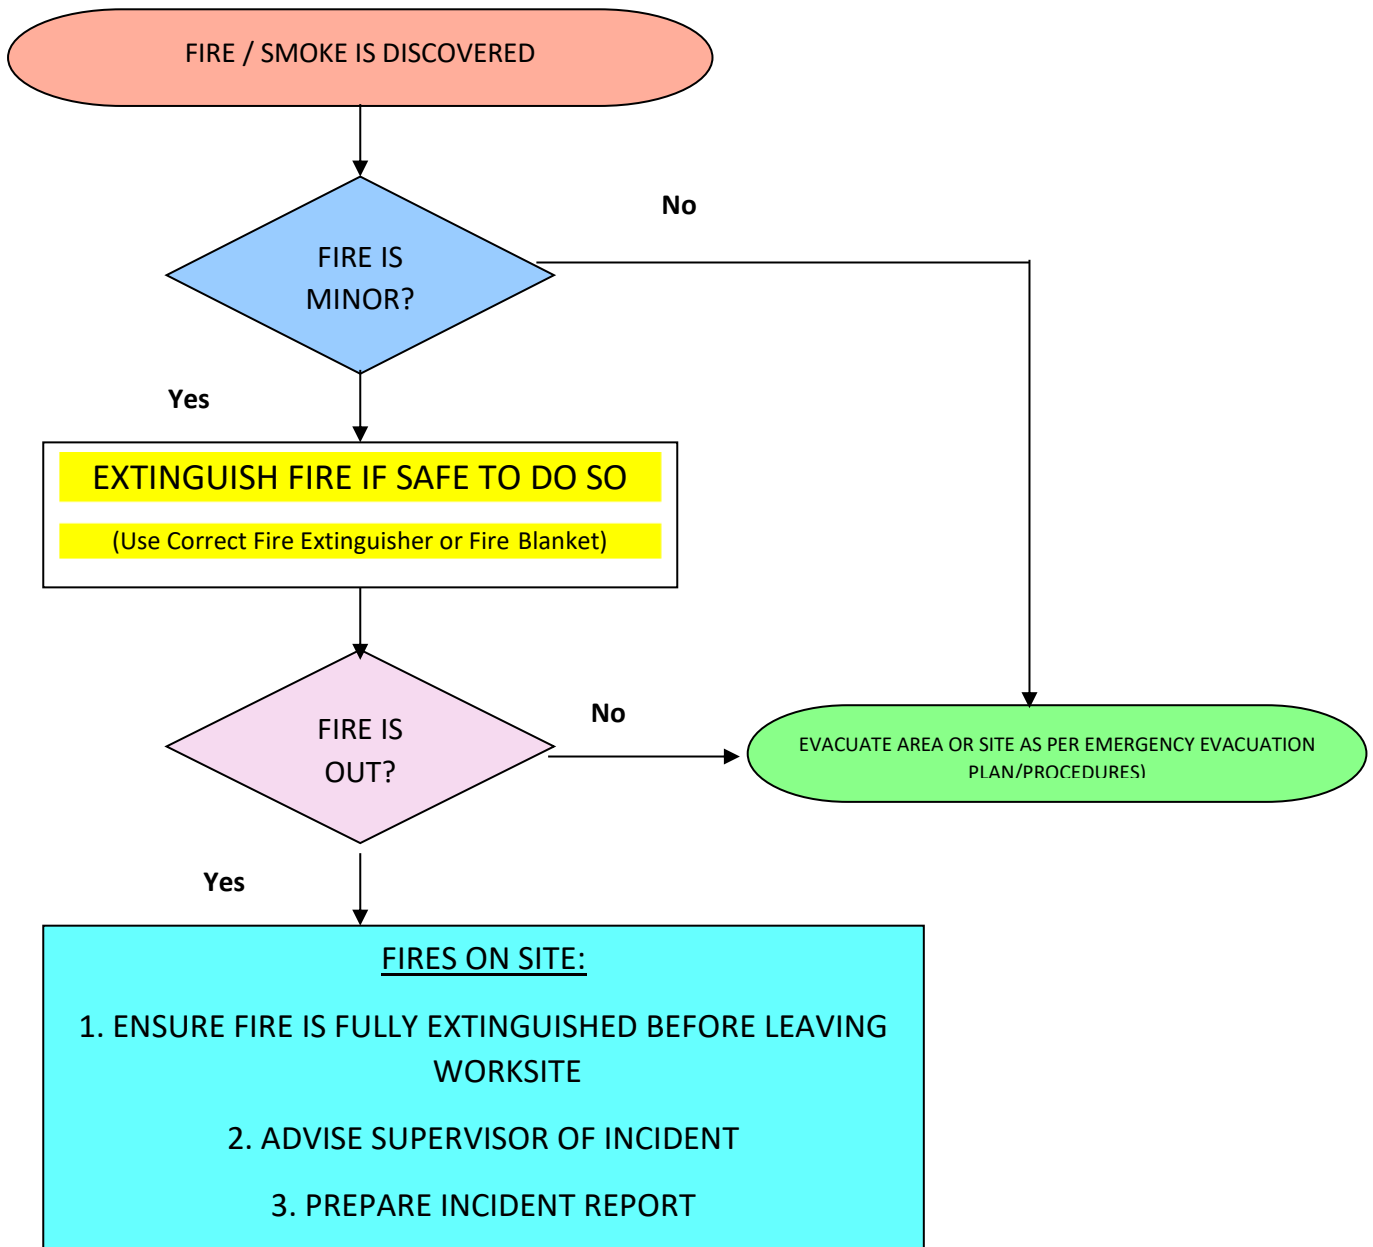 FIRE / SMOKE IS DISCOVERED
No
FIRE IS
MINOR?
Yes
EXTINGUISH FIRE IF SAFE TO DO SO
(Use Correct Fire Extinguisher or Fire Blanket)
FIRE IS
OUT?
No
EVACUATE AREA OR SITE AS PER EMERGENCY EVACUATION
PLAN/PROCEDURES)
Yes
FIRES ON SITE:
1. ENSURE FIRE IS FULLY EXTINGUISHED BEFORE LEAVING
WORKSITE
2. ADVISE SUPERVISOR OF INCIDENT
3. PREPARE INCIDENT REPORT